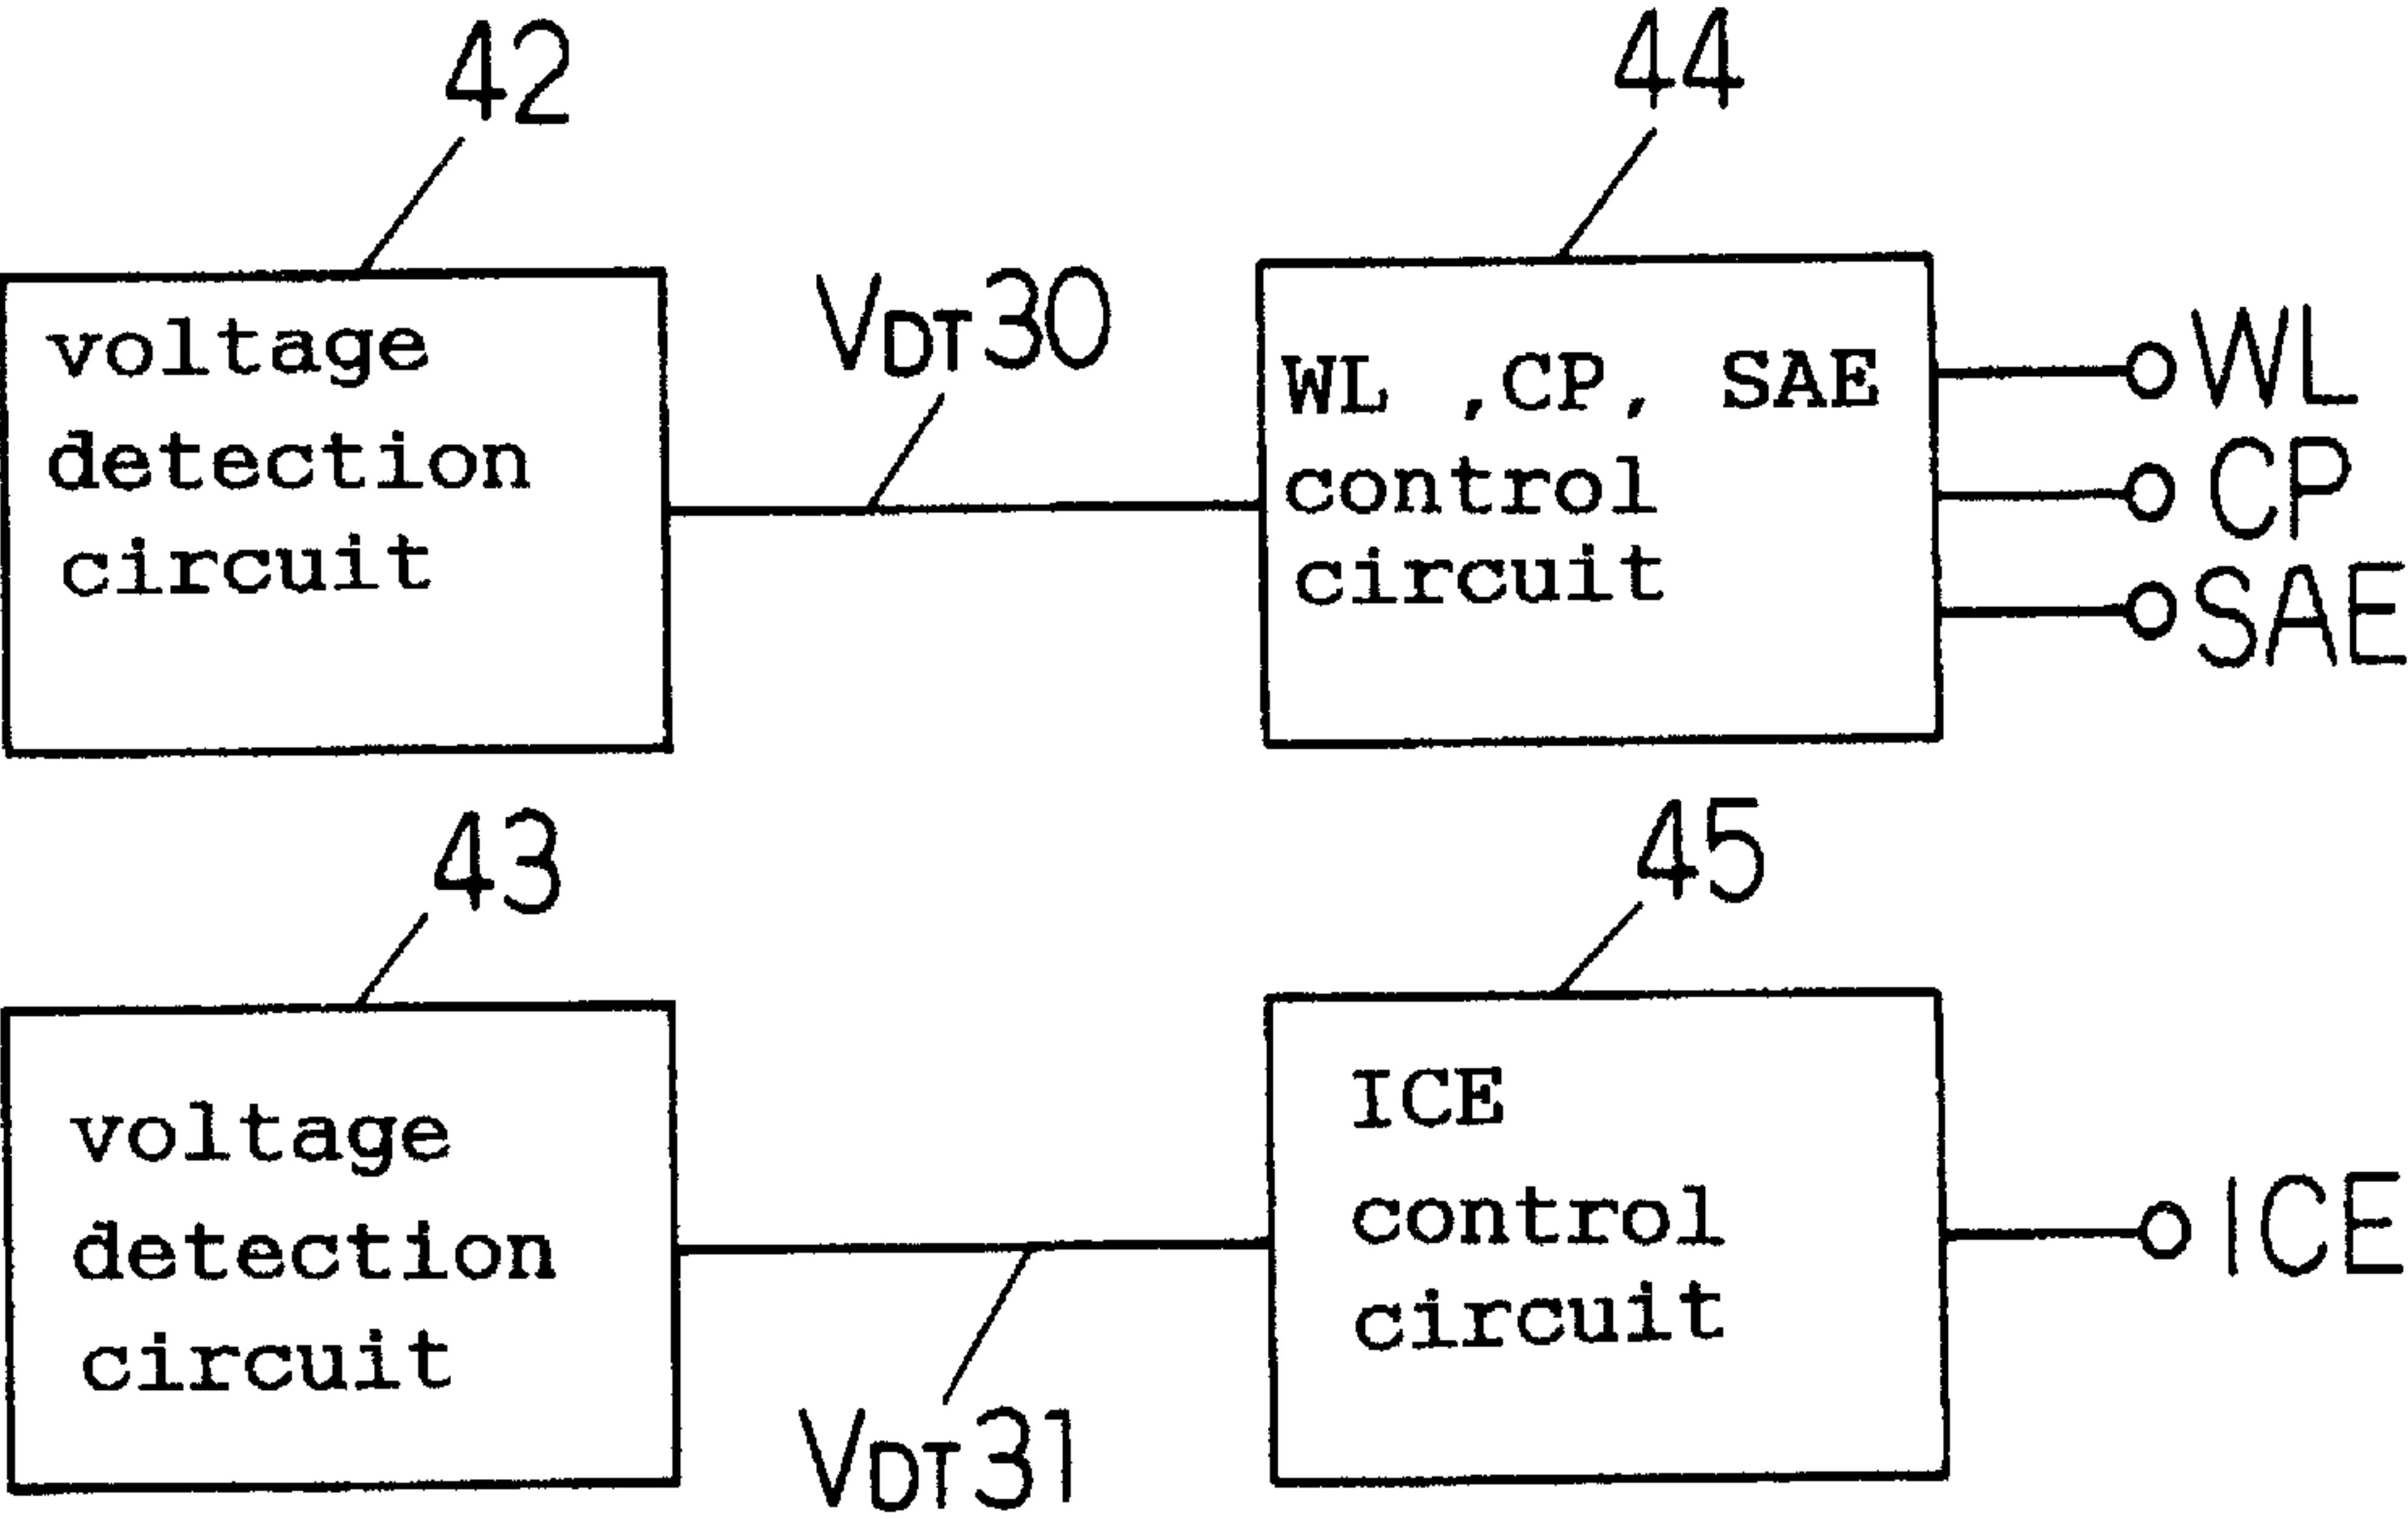 42
44
voltage
detection
circuit
VDT30
WL ,CP, SAE
control
circuit
WL
CP
SAE
43
45
voltage
detection
circuit
VDT31
ICE
control
circuit
ICE